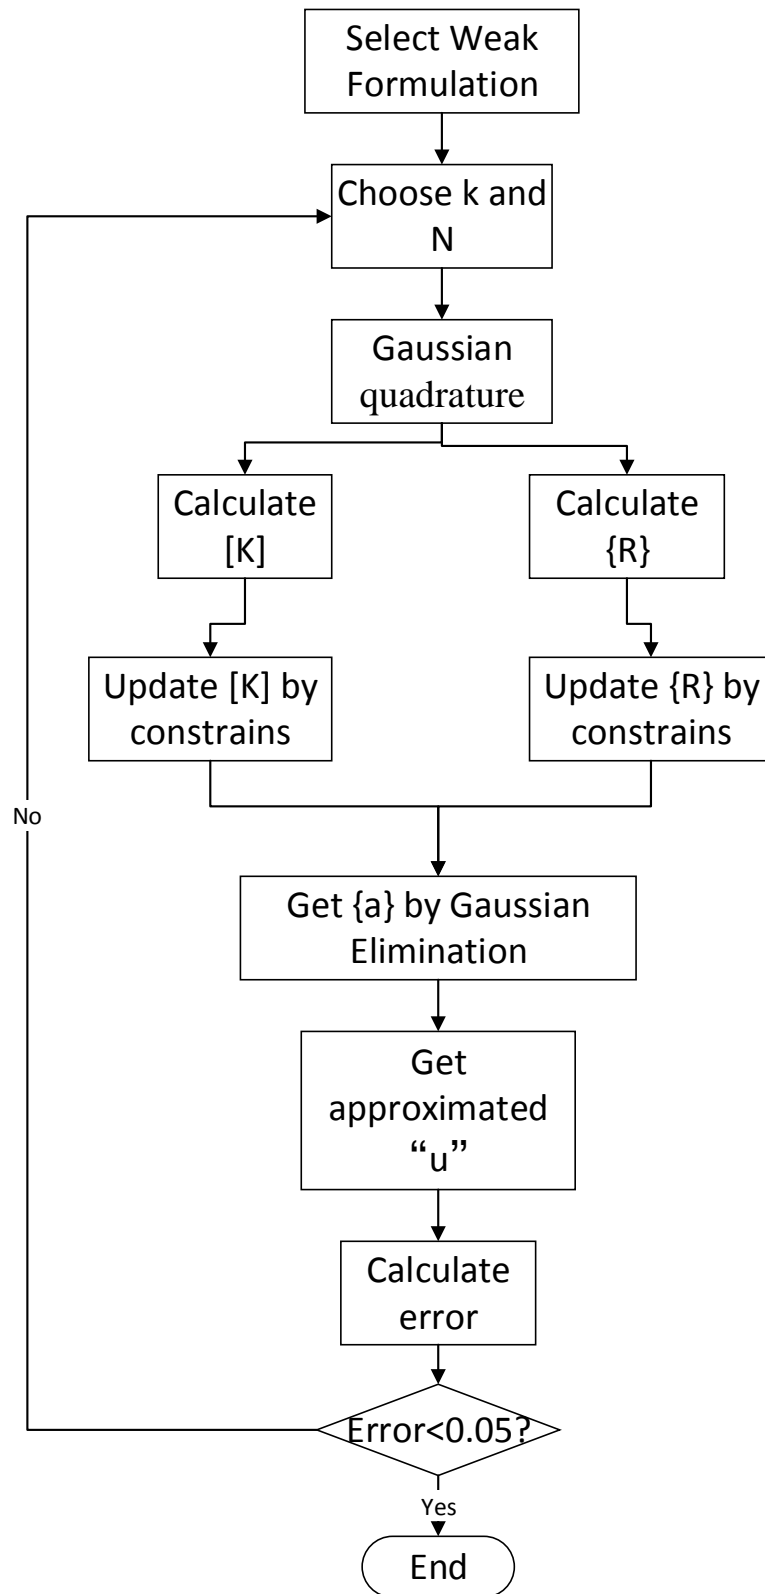 Select Weak
Formulation
Choose k and
N
Gaussian
quadrature
Calculate
[K]
Calculate
{R}
Update [K] by
constrains
Update {R} by
constrains
No
Get {a} by Gaussian
Elimination
Get
approximated
“u”
Calculate
error
Error<0.05?
Yes
End